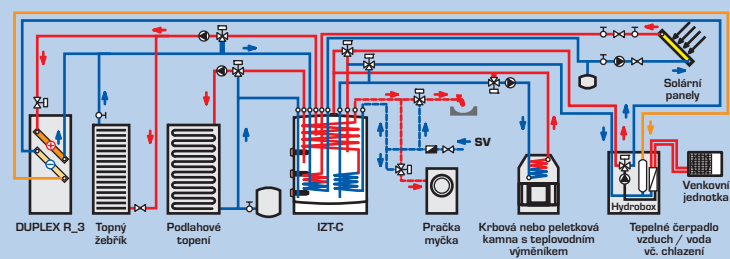 Solární
panely
SV
Hydrobox
Venkovní
jednotka
DUPLEX R_3
Topný
žebřík
Podlahové
topení
IZT-C
Pračka
myčka
Krbová nebo peletková
kamna s teplovodním
výměníkem
Tepelné čerpadlo
vzduch / voda
vč. chlazení